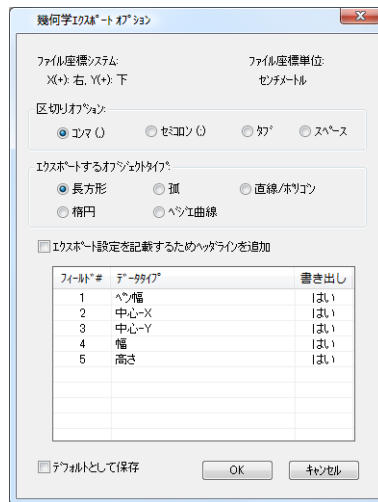 幾何学ｴｸｽﾎﾟｰﾄ ｵﾌﾟｼｮﾝ
ﾌｧｲﾙ座標ｼｽﾃﾑ: ﾌｧｲﾙ座標単位:
X(+): 右, Y(+): 下 ｾﾝﾁﾒｰﾄﾙ
区切りｵﾌﾟｼｮﾝ:
ｺﾝﾏ (,) ｾﾐｺﾛﾝ (;) ﾀﾌﾞ ｽﾍﾟｰｽ
ｴｸｽﾎﾟｰﾄするｵﾌﾞｼﾞｪｸﾄﾀｲﾌﾟ:
長方形 弧 直線/ﾎﾟﾘｺﾞﾝ
楕円 ﾍﾞｼﾞｴ曲線
ｴｸｽﾎﾟｰﾄ設定を記載するためﾍｯﾀﾞﾗｲﾝを追加
ﾌｨｰﾙﾄﾞ# ﾃﾞｰﾀﾀｲﾌﾟ 書き出し
1 ﾍﾟﾝ幅 はい
2 中心-X はい
3 中心-Y はい
4 幅 はい
5 高さ はい
ﾃﾞﾌｫﾙﾄとして保存 OK ｷｬﾝｾﾙ